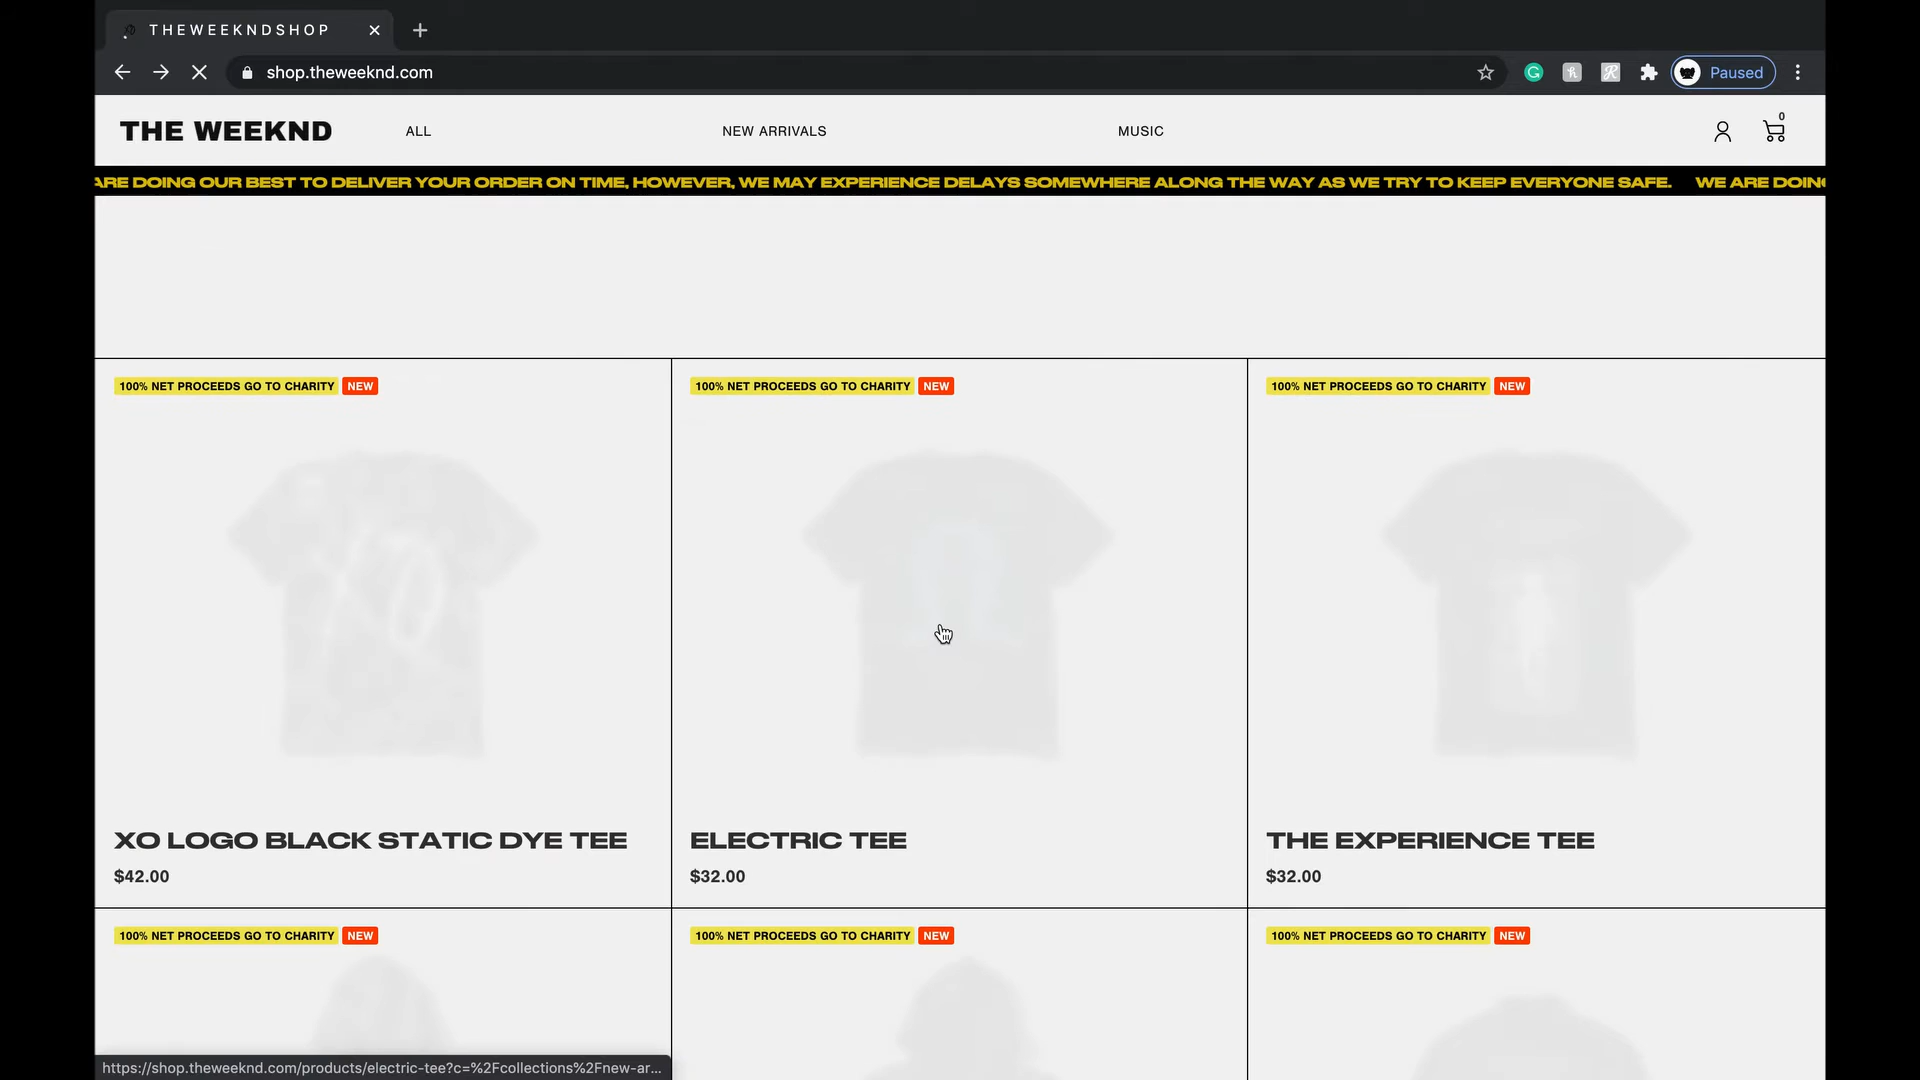 THEWEEKNDSHOP
shop.theweeknd.com
Paused
THE WEEKND
ALL
NEW ARRIVALS
MUSIC
0
ARE DOING OUR BEST TO DELIVER YOUR ORDER ON TIME, HOWEVER, WE MAY EXPERIENCE DELAYS SOMEWHERE ALONG THE WAY AS WE TRY TO KEEP EVERYONE SAFE. WE ARE DOING
100% NET PROCEEDS GO TO CHARITY NEW
100% NET PROCEEDS GO TO CHARITY NEW
100% NET PROCEEDS GO TO CHARITY NEW
XO LOGO BLACK STATIC DYE TEE
$42.00
ELECTRIC TEE
$32.00
THE EXPERIENCE TEE
$32.00
100% NET PROCEEDS GO TO CHARITY NEW
100% NET PROCEEDS GO TO CHARITY NEW
100% NET PROCEEDS GO TO CHARITY NEW
https://shop.theweeknd.com/products/electric-tee?c=%2Fcollections%2Fnew-ar...